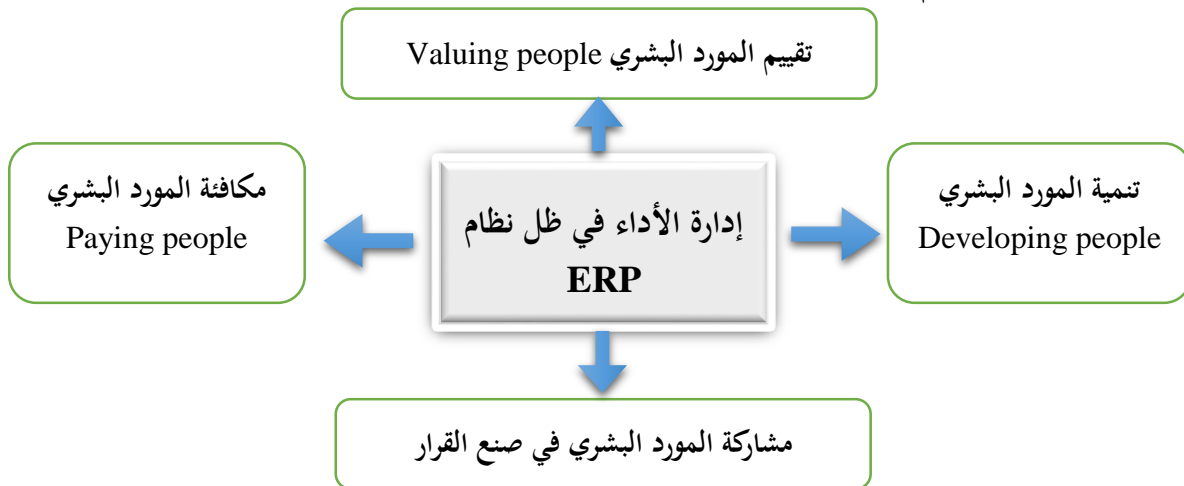 تقييم المورد البشري Valuing people
مكافئة المورد البشري
Paying people
إدارة الأداء في ظل نظام
ERP
تنمية المورد البشري
Developing people
مشاركة المورد البشري في صنع القرار